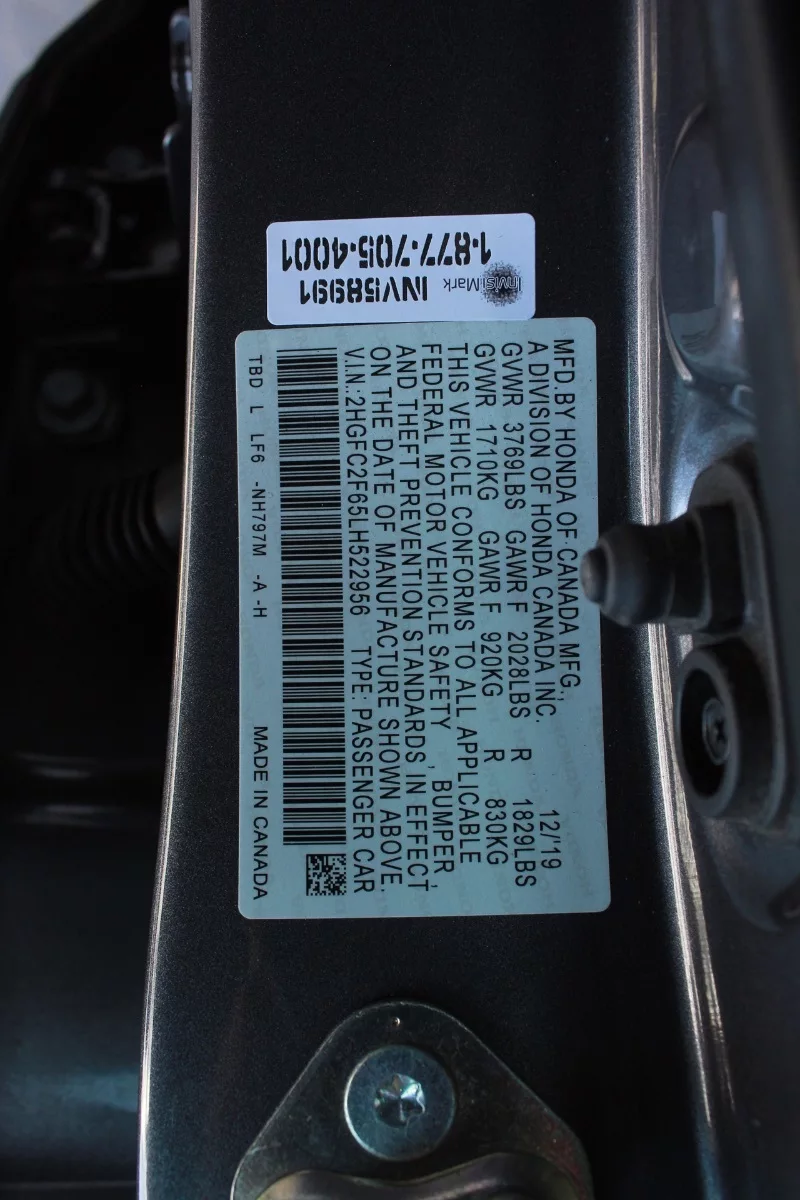 INV58991
1-877-705-4001
InvisiMark
MFD.BY HONDA OF CANADA MFG.,
A DIVISION OF HONDA CANADA INC. 12/'19
GVWR 3769LBS GAWR F 2028LBS R 1829LBS
GVWR 1710KG GAWR F 920KG R 830KG
THIS VEHICLE CONFORMS TO ALL APPLICABLE
FEDERAL MOTOR VEHICLE SAFETY , BUMPER,
AND THEFT PREVENTION STANDARDS IN EFFECT
ON THE DATE OF MANUFACTURE SHOWN ABOVE.
V.I.N.:2HGFC2F65LH522956 TYPE: PASSENGER CAR
TBD L LF6 -NH797M -A -H MADE IN CANADA